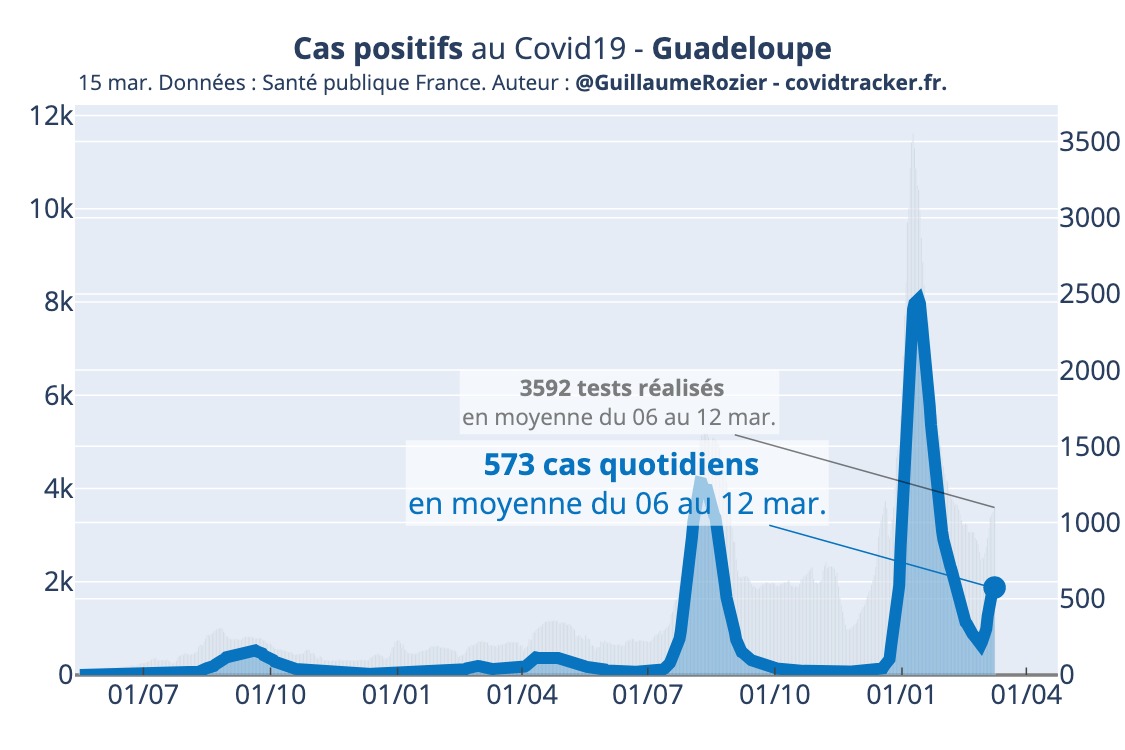 Cas positifs au Covid19 - Guadeloupe
15 mar. Données : Santé publique France. Auteur : @GuillaumeRozier - covidtracker.fr.
12k
10k
8k
6k
4k
2k
0
3500
3000
2500
2000
1500
1000
500
0
3592 tests réalisés
en moyenne du 06 au 12 mar.
573 cas quotidiens
en moyenne du 06 au 12 mar.
01/07 01/10 01/01 01/04 01/07 01/10 01/01 01/04